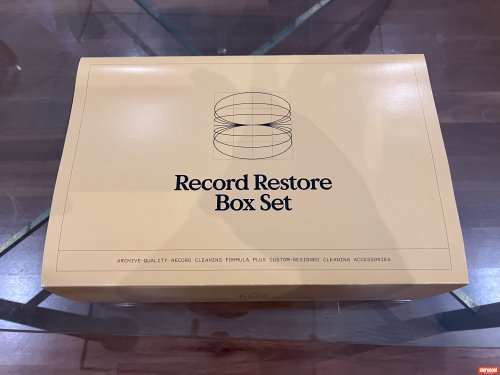 Record Restore
Box Set
ARCHIVE-QUALITY RECORD CLEANING FORMULA PLUS CUSTOM-DESIGNED CLEANING ACCESSORIES